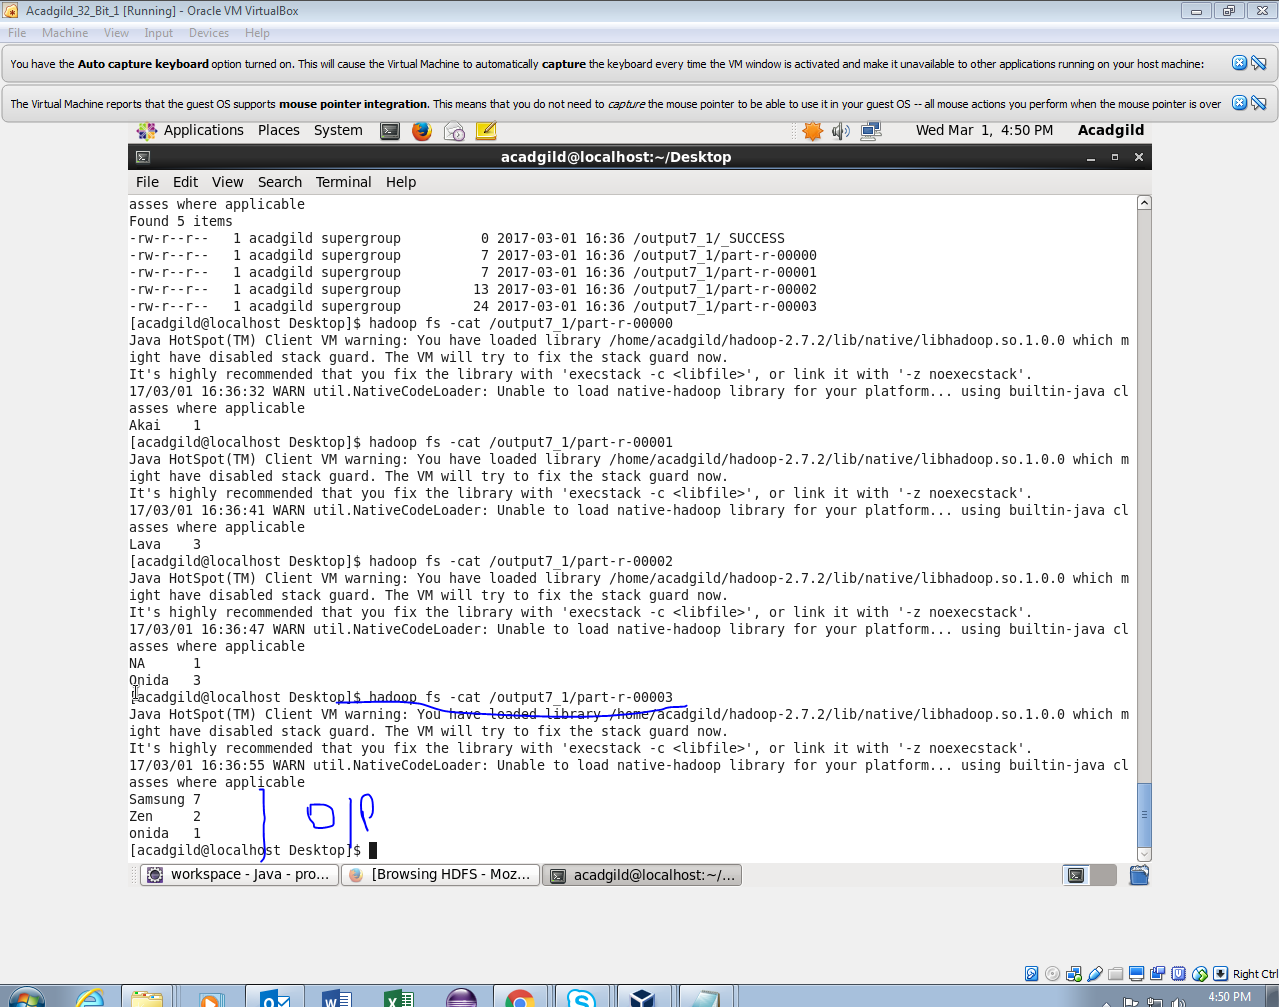 Acadgild_32_Bit_1 [Running] - Oracle VM VirtualBox
File Machine View Input Devices Help
You have the Auto capture keyboard option turned on. This will cause the Virtual Machine to automatically capture the keyboard every time the VM window is activated and make it unavailable to other applications running on your host machine:
The Virtual Machine reports that the guest OS supports mouse pointer integration. This means that you do not need to capture the mouse pointer to be able to use it in your guest OS -- all mouse actions you perform when the mouse pointer is over
Applications Places System Wed Mar 1, 4:50 PM Acadgild
acadgild@localhost:~/Desktop
File Edit View Search Terminal Help
asses where applicable
Found 5 items
-rw-r--r--   1 acadgild supergroup          0 2017-03-01 16:36 /output7_1/_SUCCESS
-rw-r--r--   1 acadgild supergroup          7 2017-03-01 16:36 /output7_1/part-r-00000
-rw-r--r--   1 acadgild supergroup          7 2017-03-01 16:36 /output7_1/part-r-00001
-rw-r--r--   1 acadgild supergroup         13 2017-03-01 16:36 /output7_1/part-r-00002
-rw-r--r--   1 acadgild supergroup         24 2017-03-01 16:36 /output7_1/part-r-00003
[acadgild@localhost Desktop]$ hadoop fs -cat /output7_1/part-r-00000
Java HotSpot(TM) Client VM warning: You have loaded library /home/acadgild/hadoop-2.7.2/lib/native/libhadoop.so.1.0.0 which m
ight have disabled stack guard. The VM will try to fix the stack guard now.
It's highly recommended that you fix the library with 'execstack -c <libfile>', or link it with '-z noexecstack'.
17/03/01 16:36:32 WARN util.NativeCodeLoader: Unable to load native-hadoop library for your platform... using builtin-java cl
asses where applicable
Akai    1
[acadgild@localhost Desktop]$ hadoop fs -cat /output7_1/part-r-00001
Java HotSpot(TM) Client VM warning: You have loaded library /home/acadgild/hadoop-2.7.2/lib/native/libhadoop.so.1.0.0 which m
ight have disabled stack guard. The VM will try to fix the stack guard now.
It's highly recommended that you fix the library with 'execstack -c <libfile>', or link it with '-z noexecstack'.
17/03/01 16:36:41 WARN util.NativeCodeLoader: Unable to load native-hadoop library for your platform... using builtin-java cl
asses where applicable
Lava    3
[acadgild@localhost Desktop]$ hadoop fs -cat /output7_1/part-r-00002
Java HotSpot(TM) Client VM warning: You have loaded library /home/acadgild/hadoop-2.7.2/lib/native/libhadoop.so.1.0.0 which m
ight have disabled stack guard. The VM will try to fix the stack guard now.
It's highly recommended that you fix the library with 'execstack -c <libfile>', or link it with '-z noexecstack'.
17/03/01 16:36:47 WARN util.NativeCodeLoader: Unable to load native-hadoop library for your platform... using builtin-java cl
asses where applicable
NA      1
Onida   3
[acadgild@localhost Desktop]$ hadoop fs -cat /output7_1/part-r-00003
Java HotSpot(TM) Client VM warning: You have loaded library /home/acadgild/hadoop-2.7.2/lib/native/libhadoop.so.1.0.0 which m
ight have disabled stack guard. The VM will try to fix the stack guard now.
It's highly recommended that you fix the library with 'execstack -c <libfile>', or link it with '-z noexecstack'.
17/03/01 16:36:55 WARN util.NativeCodeLoader: Unable to load native-hadoop library for your platform... using builtin-java cl
asses where applicable
Samsung 7
Zen     2
onida   1
O|P
[acadgild@localhost Desktop]$
workspace - Java - pro... [Browsing HDFS - Moz... acadgild@localhost:~/...
Right Ctrl
4:50 PM